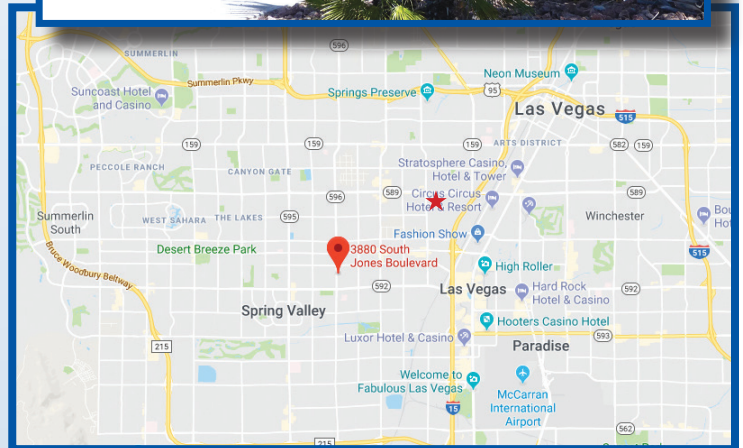 596
SUMMERLIN
Neon Museum
Summerlin Pkwy
Suncoast Hotel
and Casino
Springs Preserve
95
Las Vegas
515
ARTS DISTRICT
159
159
159
582
159
PECCOLE RANCH
CANYON GATE
Stratosphere Casino,
Hotel & Tower
596
589
Circus Circus
Hotel & Resort
589
Summerlin
South
WEST SAHARA
THE LAKES
595
Winchester
Fashion Show
Desert Breeze Park
3880 South
Jones Boulevard
515
Bruce Woodbury Beltway
High Roller
592
Las Vegas
Hard Rock
Hotel & Casino
592
Spring Valley
Hooters Casino Hotel
593
Luxor Hotel & Casino
Paradise
215
Welcome to
Fabulous Las Vegas
McCarran
International
Airport
15
562
215